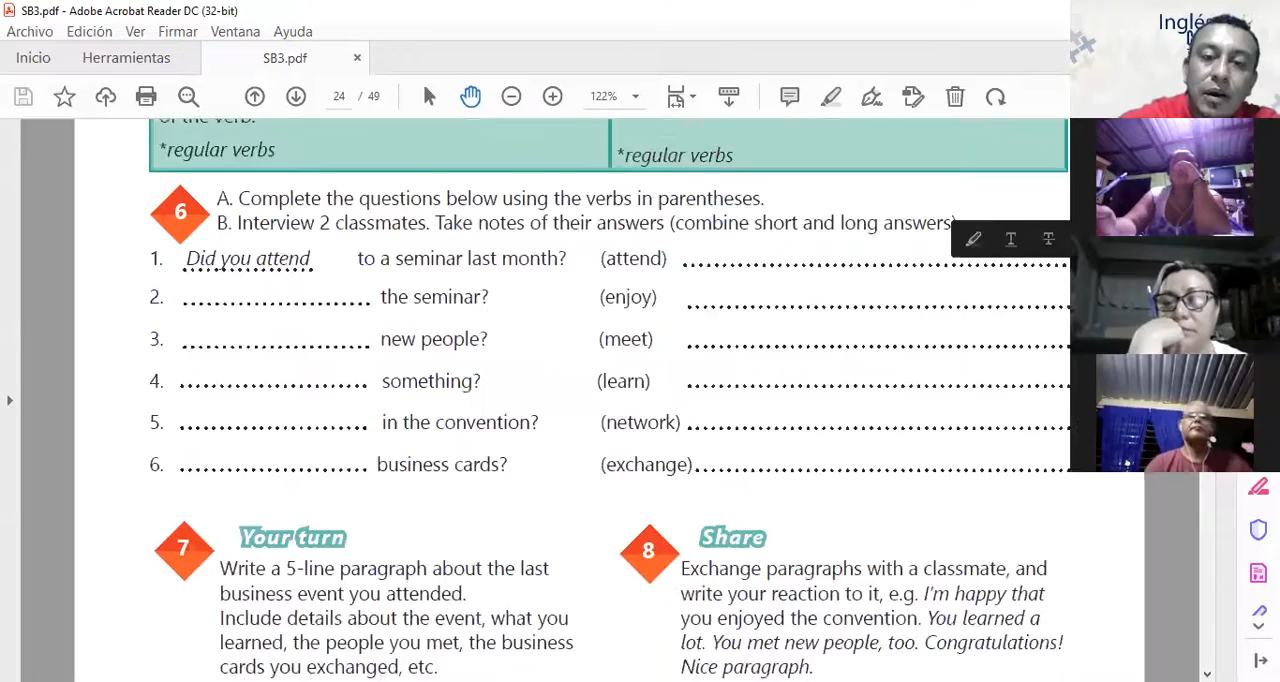 SB3.pdf - Adobe Acrobat Reader DC (32-bit)
Archivo Edición Ver Firmar Ventana Ayuda
Inicio Herramientas SB3.pdf ×
24 / 49 122%
Inglés
of the verb.
*regular verbs *regular verbs
6 A. Complete the questions below using the verbs in parentheses.
B. Interview 2 classmates. Take notes of their answers (combine short and long answers)
1. Did you attend to a seminar last month? (attend)
2. the seminar? (enjoy)
3. new people? (meet)
4. something? (learn)
5. in the convention? (network)
6. business cards? (exchange)
7 Your turn
Write a 5-line paragraph about the last
business event you attended.
Include details about the event, what you
learned, the people you met, the business
cards you exchanged, etc.
8 Share
Exchange paragraphs with a classmate, and
write your reaction to it, e.g. I'm happy that
you enjoyed the convention. You learned a
lot. You met new people, too. Congratulations!
Nice paragraph.